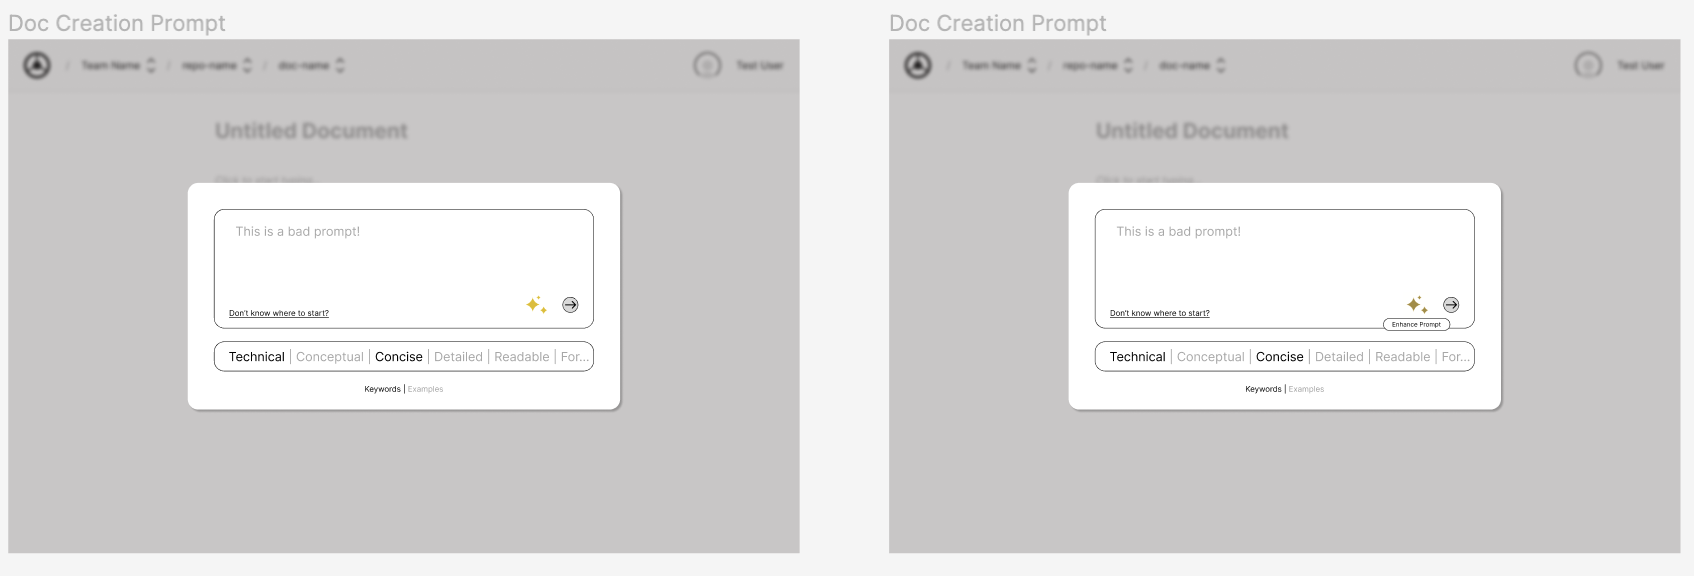 Doc Creation Prompt
/ Team Name / repo-name / doc-name Test User
Untitled Document
Click to start typing...
This is a bad prompt!
Don't know where to start?
Technical | Conceptual | Concise | Detailed | Readable | For...
Keywords | Examples
Doc Creation Prompt
/ Team Name / repo-name / doc-name Test User
Untitled Document
Click to start typing...
This is a bad prompt!
Don't know where to start?
Enhance Prompt
Technical | Conceptual | Concise | Detailed | Readable | For...
Keywords | Examples